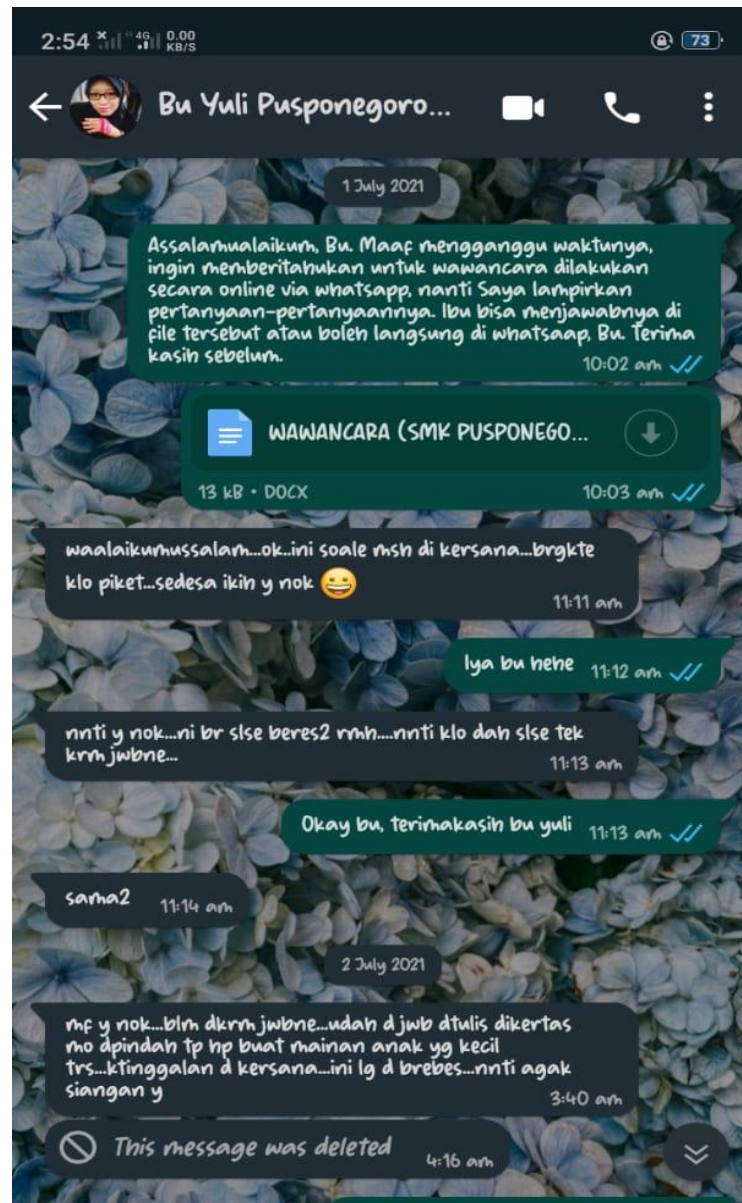 2:54
4G
0.00
KB/S
73
Bu Yuli Pusponegoro...
1 July 2021
Assalamualaikum, Bu. Maaf mengganggu waktunya,
ingin memberitahukan untuk wawancara dilakukan
secara online via whatsapp, nanti Saya lampirkan
pertanyaan-pertanyaannya. Ibu bisa menjawabnya di
file tersebut atau boleh langsung di whatsaap, Bu. Terima
kasih sebelum.
10:02 am
WAWANCARA (SMK PUSPONEGO...
13 kB • DOCX
10:03 am
waalaikumussalam...ok..ini soale msh di kersana...brgkte
klo piket...sedesa ikih y nok 😀
11:11 am
Iya bu hehe 11:12 am
nnti y nok...ni br slse beres2 rmh....nnti klo dah slse tek
krm jwbne...
11:13 am
Okay bu, terimakasih bu yuli 11:13 am
sama2 11:14 am
2 July 2021
mf y nok...blm dkrm jwbne...udah djwb dtulis dikertas
mo dpindah tp hp buat mainan anak yg kecil
trs...ktinggalan d kersana...ini lg d brebes...nnti agak
siangan y
3:40 am
This message was deleted 4:16 am